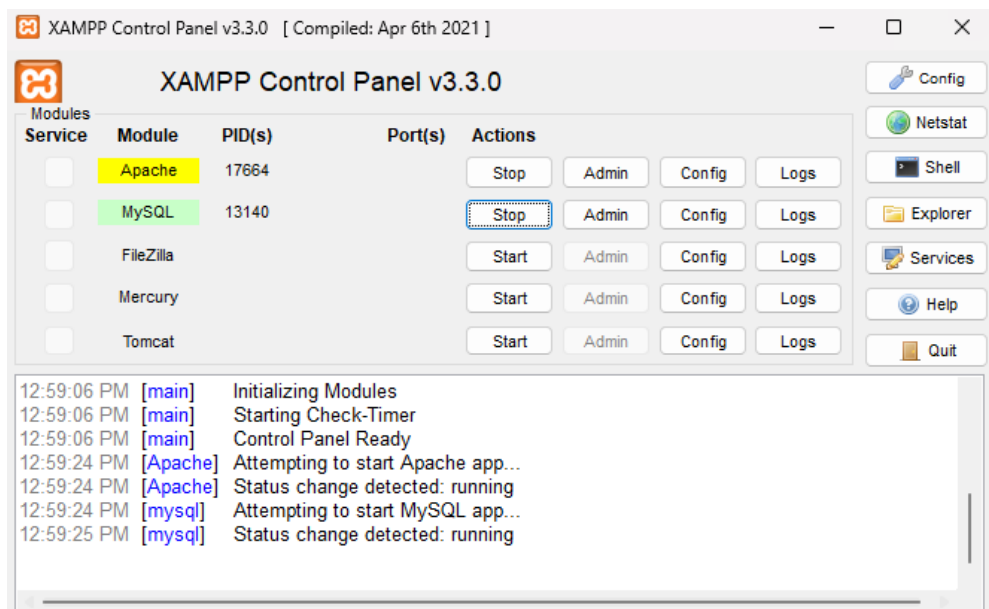 XAMPP Control Panel v3.3.0 [ Compiled: Apr 6th 2021 ]
XAMPP Control Panel v3.3.0
Config
Modules
Netstat
Service Module PID(s) Port(s) Actions
Apache 17664 Stop Admin Config Logs
Shell
MySQL 13140 Stop Admin Config Logs
Explorer
FileZilla Start Admin Config Logs
Services
Mercury Start Admin Config Logs
Help
Tomcat Start Admin Config Logs
Quit
12:59:06 PM [main] Initializing Modules
12:59:06 PM [main] Starting Check-Timer
12:59:06 PM [main] Control Panel Ready
12:59:24 PM [Apache] Attempting to start Apache app...
12:59:24 PM [Apache] Status change detected: running
12:59:24 PM [mysql] Attempting to start MySQL app...
12:59:25 PM [mysql] Status change detected: running